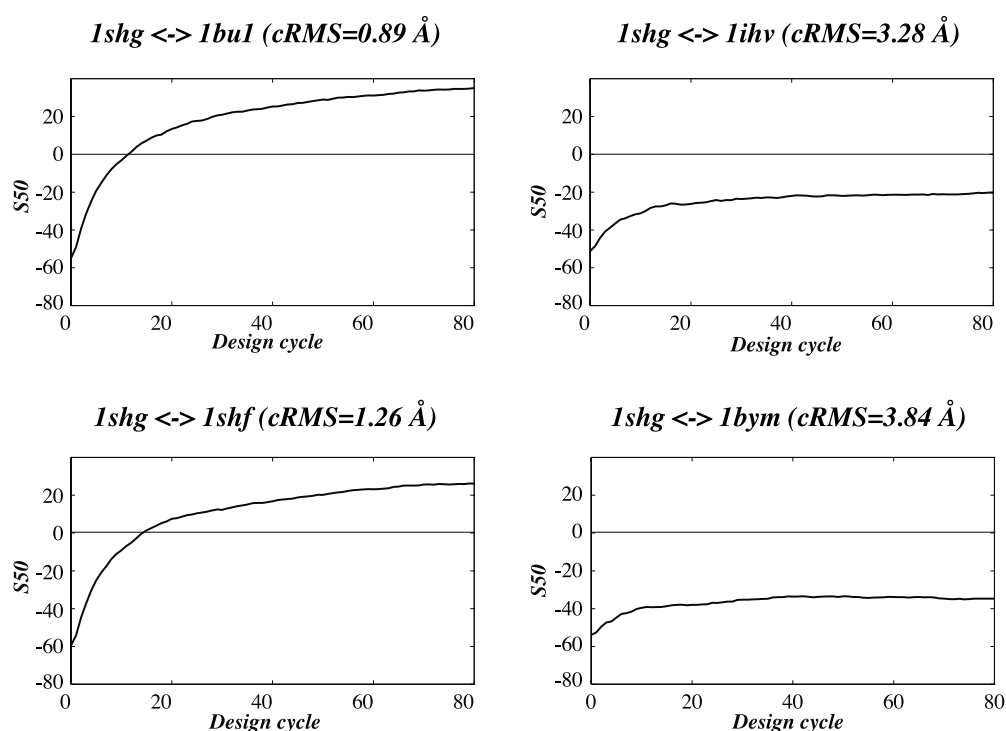 1shg <-> 1bu1 (cRMS=0.89 Å)
20
0
-20
-40
-60
-80
S50
0 20 40 60 80
Design cycle
1shg <-> 1ihv (cRMS=3.28 Å)
20
0
-20
-40
-60
-80
S50
0 20 40 60 80
Design cycle
1shg <-> 1shf (cRMS=1.26 Å)
20
0
-20
-40
-60
-80
S50
0 20 40 60 80
Design cycle
1shg <-> 1bym (cRMS=3.84 Å)
20
0
-20
-40
-60
-80
S50
0 20 40 60 80
Design cycle